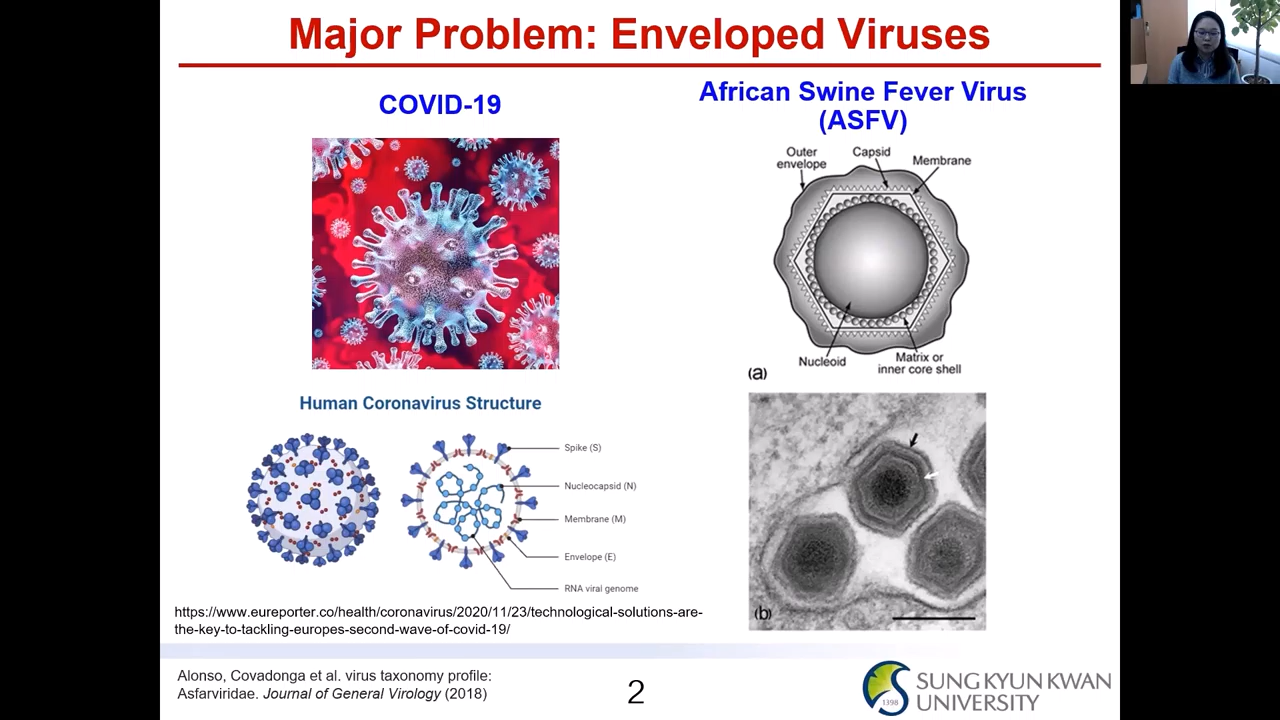 Major Problem: Enveloped Viruses
COVID-19
African Swine Fever Virus
(ASFV)
Outer
envelope
Capsid
Membrane
Nucleoid
Matrix or
inner core shell
(a)
Human Coronavirus Structure
Spike (S)
Nucleocapsid (N)
Membrane (M)
Envelope (E)
RNA viral genome
(b)
https://www.eureporter.co/health/coronavirus/2020/11/23/technological-solutions-are-
the-key-to-tackling-europes-second-wave-of-covid-19/
Alonso, Covadonga et al. virus taxonomy profile:
Asfarviridae. Journal of General Virology (2018)
2
1398
SUNG KYUN KWAN
UNIVERSITY